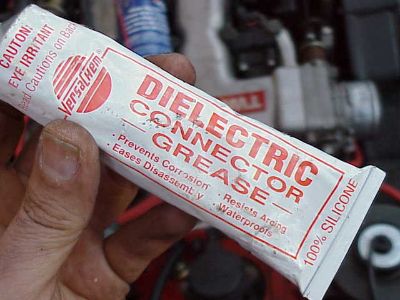 CAUTION:
EYE IRRITANT
Read Cautions on Back
VersaChem
DIELECTRIC
CONNECTOR
— GREASE —
· Prevents Corrosion · Resists Arcing
· Eases Disassembly · Waterproofs
100% SILICONE